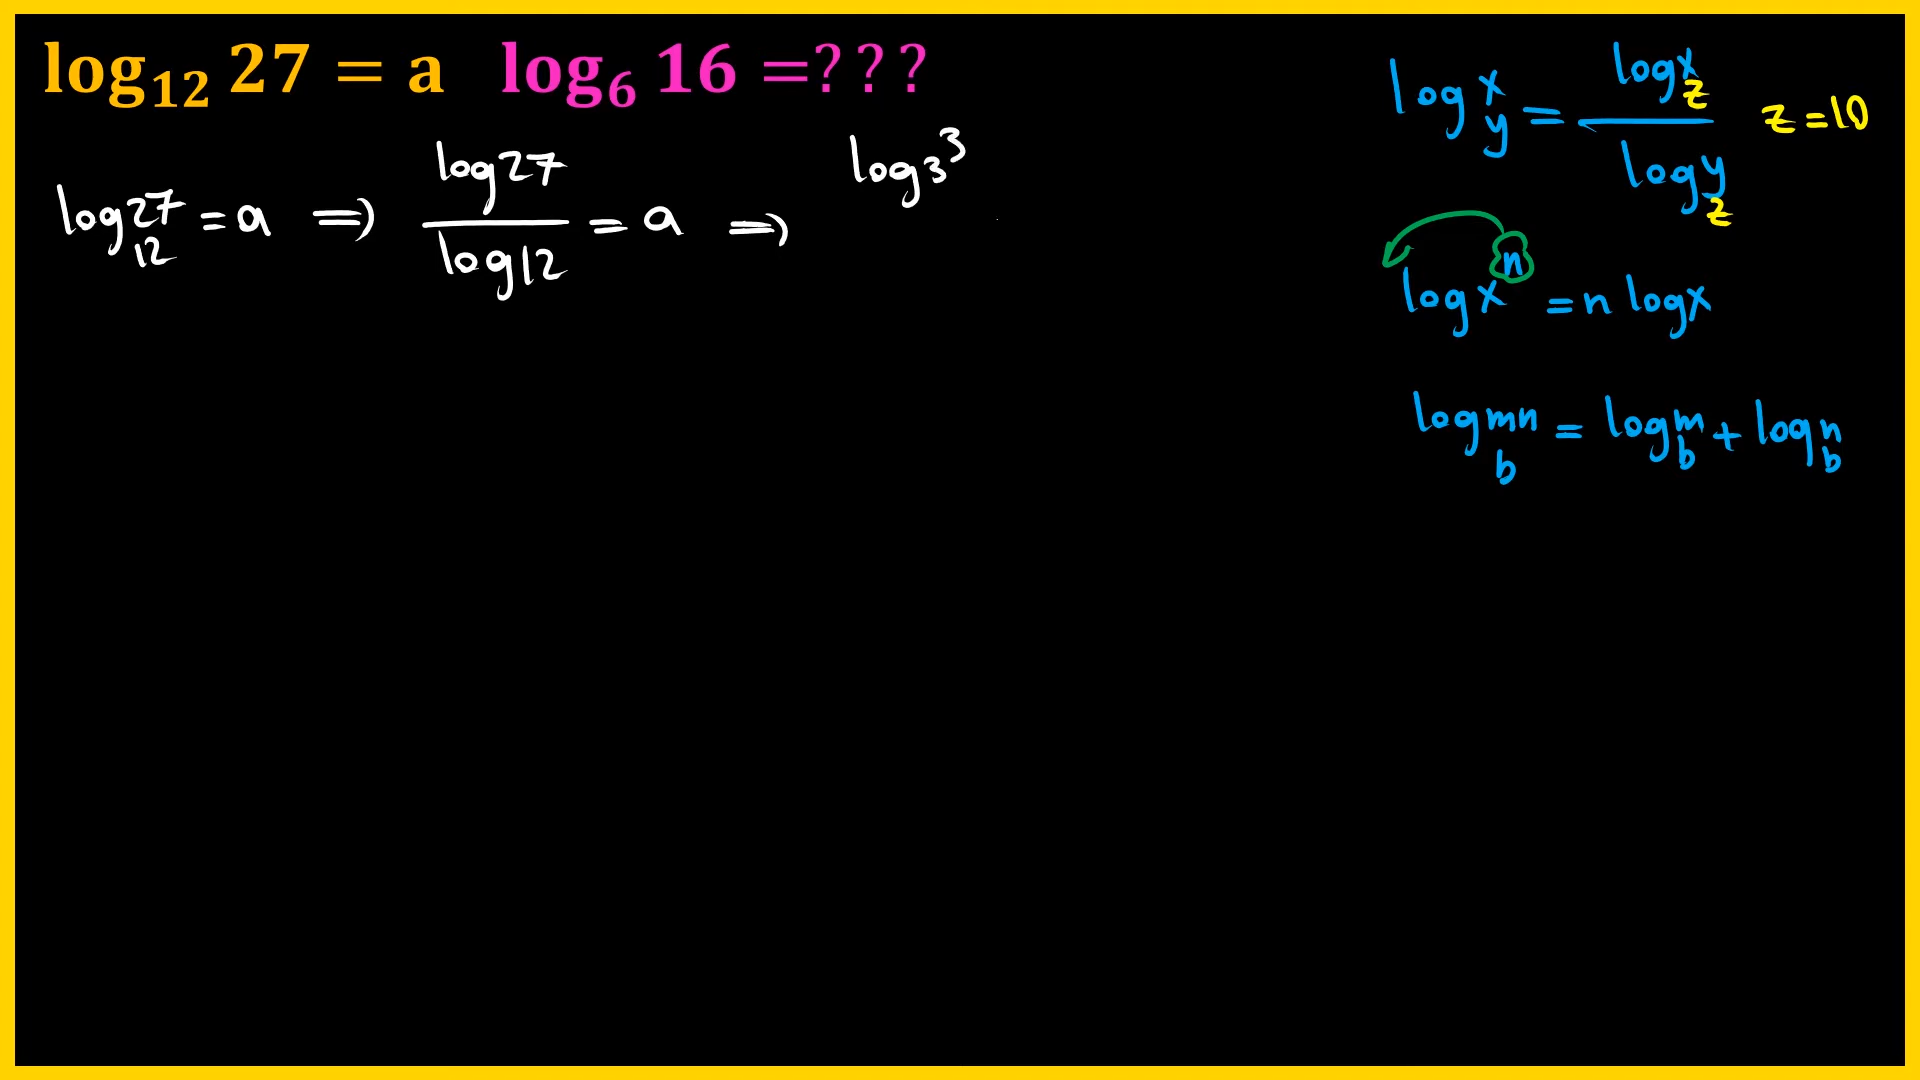 log₁₂ 27 = a   log₆ 16 =???
log₁₂ 27 = a ⇒ log 27 / log 12 = a ⇒ log 3³
log_y x = log_z x / log_z y   z = 10
log xⁿ = n log x
log_b mn = log_b m + log_b n